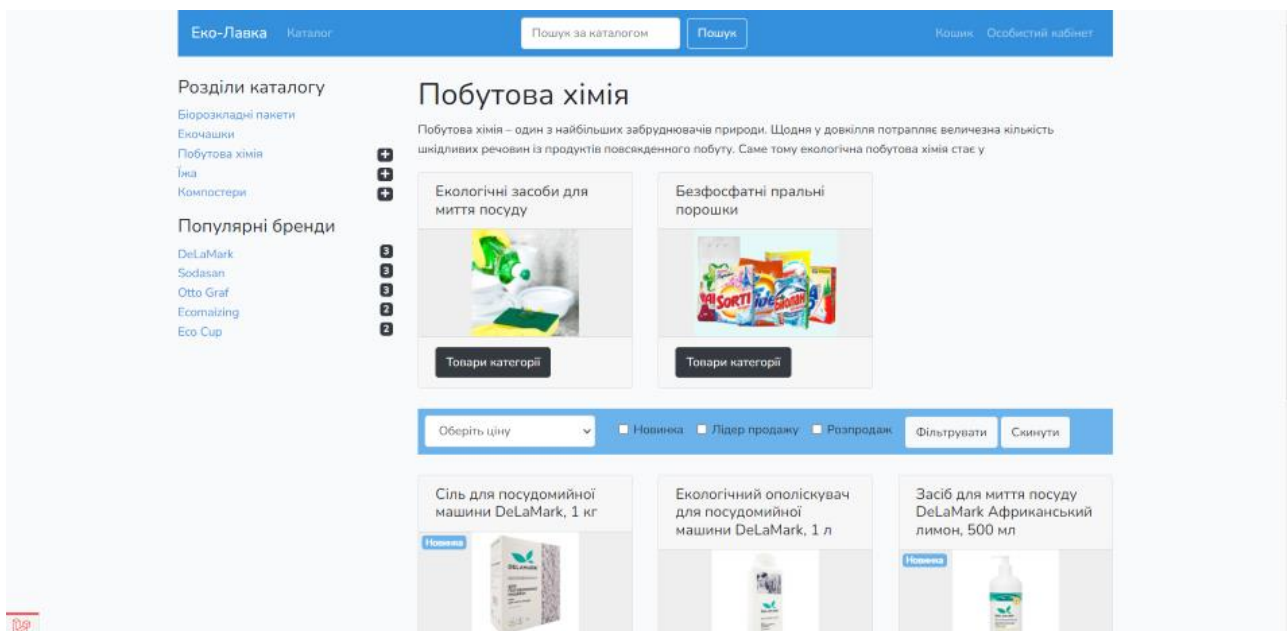 Еко-Лавка Каталог Пошук за каталогом Пошук Кошик Особистий кабінет
Розділи каталогу
Біорозкладні пакети
Екочашки
Побутова хімія
Їжа
Компостери
Популярні бренди
DeLaMark 3
Sodasan 3
Otto Graf 3
Ecomaizing 2
Eco Cup 2
Побутова хімія
Побутова хімія – один з найбільших забруднювачів природи. Щодня у довкілля потрапляє величезна кількість
шкідливих речовин із продуктів повсякденного побуту. Саме тому екологічна побутова хімія стає у
Екологічні засоби для
миття посуду
Товари категорії
Безфосфатні пральні
порошки
SORTI
Tide
БИОЛАН
Товари категорії
Оберіть ціну Новинка Лідер продажу Розпродаж Фільтрувати Скинути
Сіль для посудомийної
машини DeLaMark, 1 кг
Новинка
DELAMARK
Екологічний ополіскувач
для посудомийної
машини DeLaMark, 1 л
Засіб для миття посуду
DeLaMark Африканський
лимон, 500 мл
Новинка